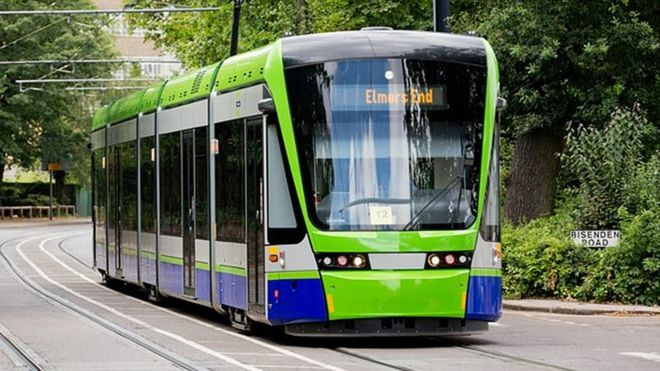 Elmers End
12
BISENDEN
ROAD